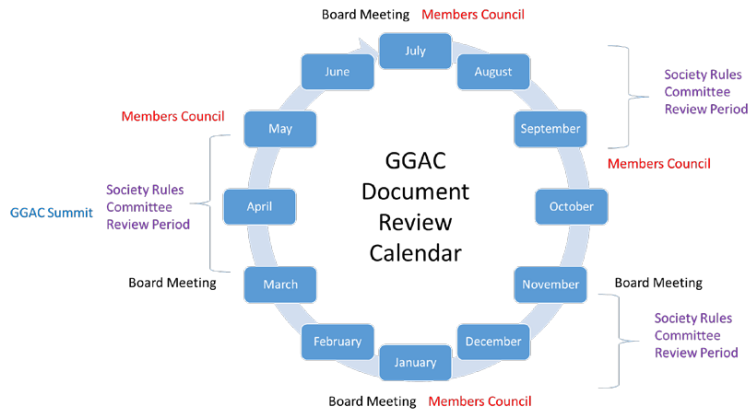 Board Meeting Members Council
July
June
August
Society Rules
Committee
Review Period
Members Council
May
September
Members Council
GGAC
Document
Review
Calendar
GGAC Summit
Society Rules
Committee
Review Period
April
October
Board Meeting
March
November
Board Meeting
Society Rules
Committee
Review Period
February
December
January
Board Meeting Members Council